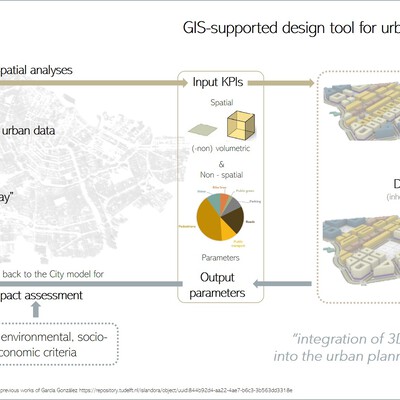 GIS-supported design tool for urb
patial analyses
Input KPIs
Spatial
urban data
(-non) volumetric
&
Non - spatial
ay"
D
(inhe
Parameters
back to the City model for
Output
parameters
pact assessment
environmental, socio-
conomic criteria
"integration of 3D
into the urban plann
previous works of García González https://repository.tudelft.nl/islandora/object/uuid:844b92d4-aa22-4ae7-b6c3-3b563dd3318e